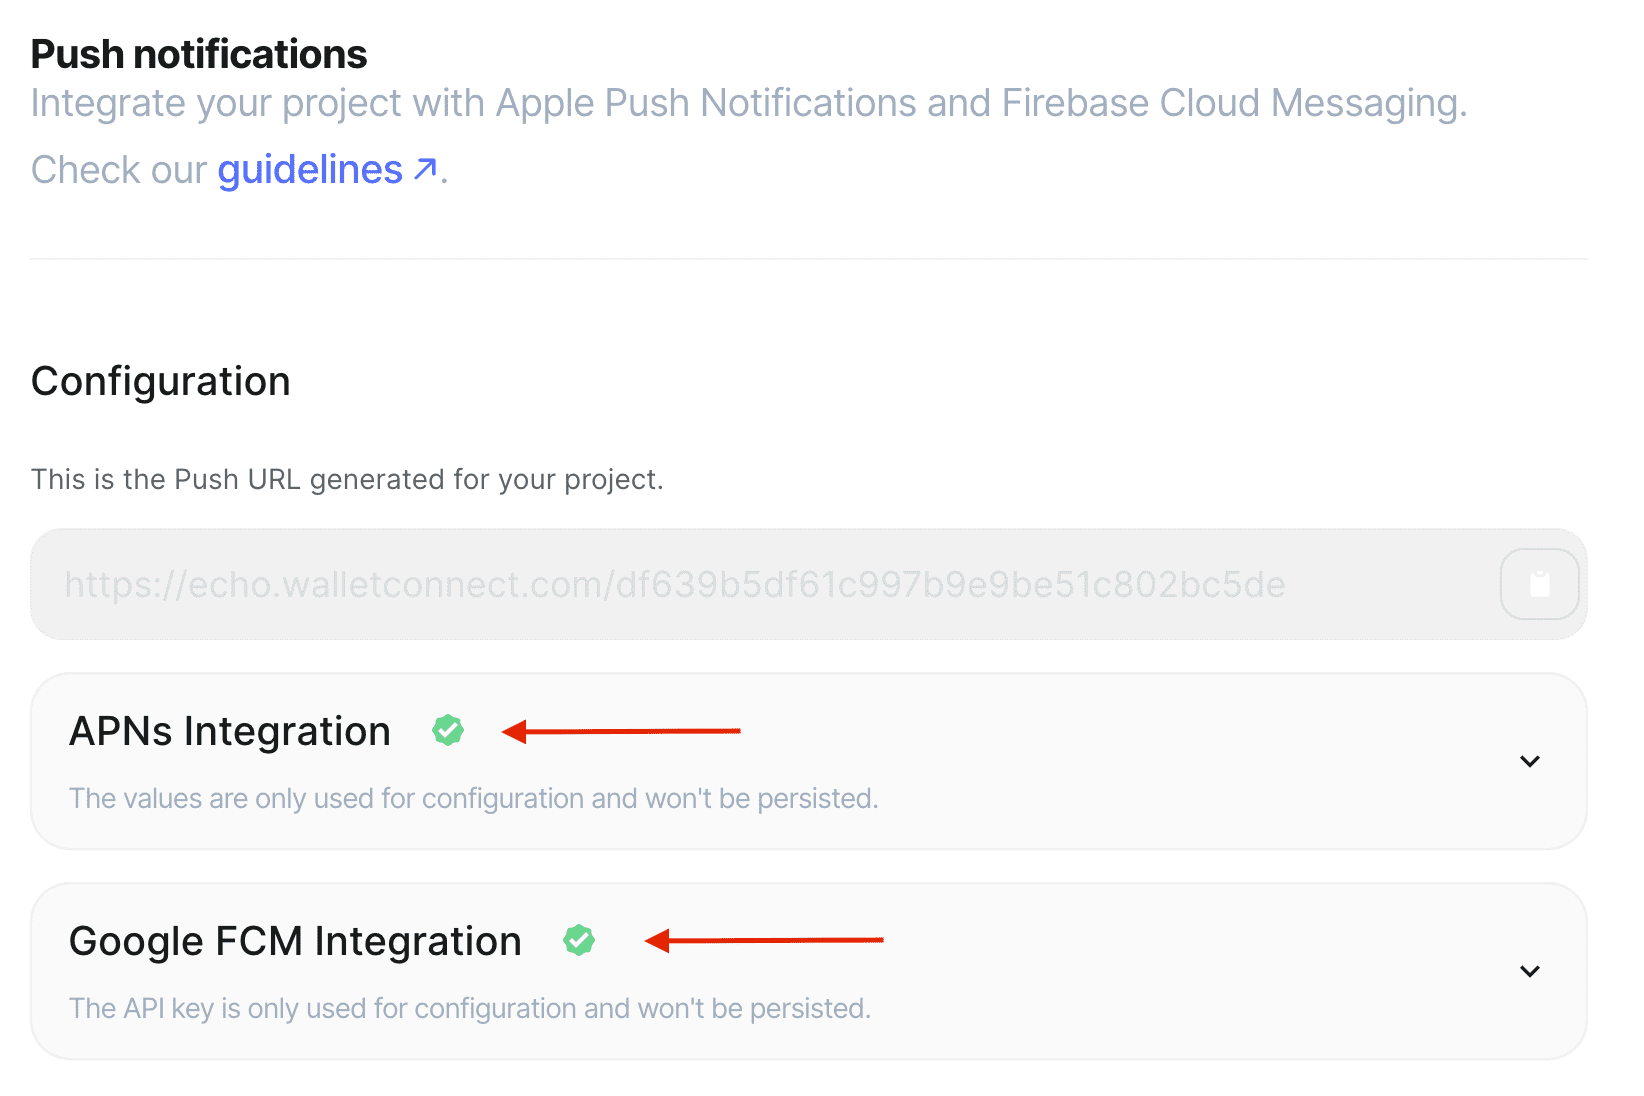 Push notifications
Integrate your project with Apple Push Notifications and Firebase Cloud Messaging.
Check our guidelines ↗.
Configuration
This is the Push URL generated for your project.
https://echo.walletconnect.com/df639b5df61c997b9e9be51c802bc5de
APNs Integration
The values are only used for configuration and won't be persisted.
Google FCM Integration
The API key is only used for configuration and won't be persisted.